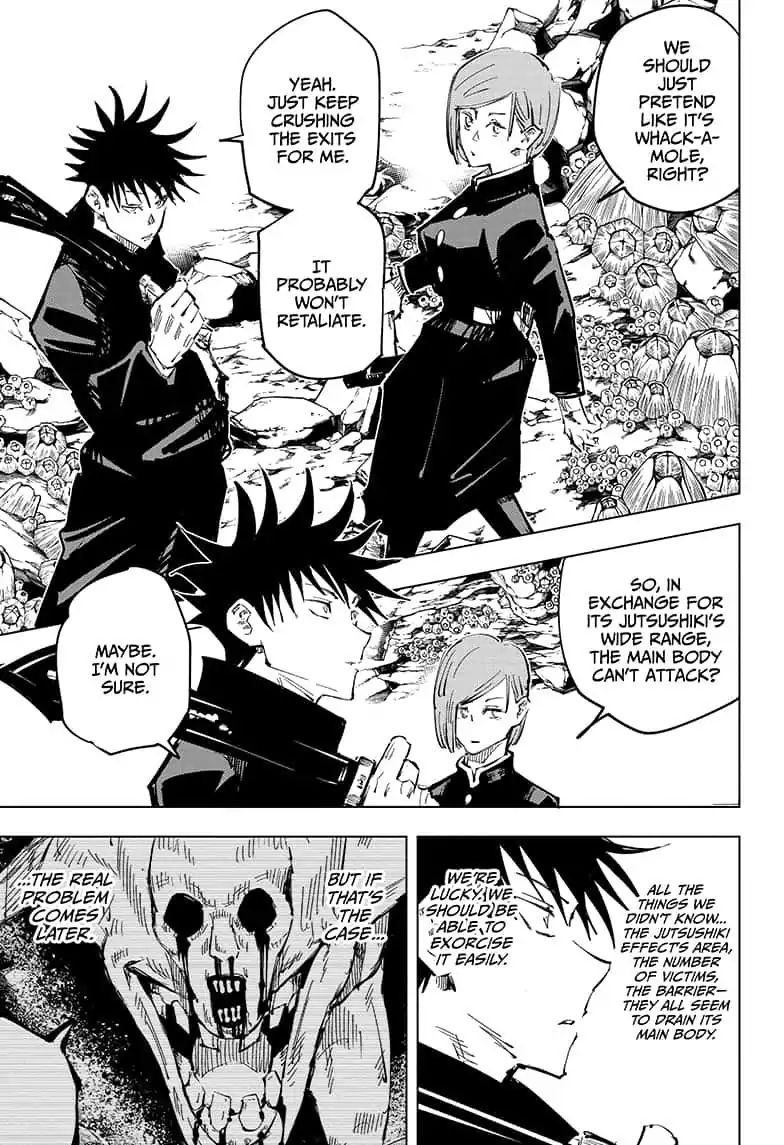 WE
SHOULD
JUST
PRETEND
LIKE IT'S
WHACK-A-
MOLE,
RIGHT?
YEAH.
JUST KEEP
CRUSHING
THE EXITS
FOR ME.
IT
PROBABLY
WON'T
RETALIATE.
SO, IN
EXCHANGE FOR
ITS JUTSUSHIKI'S
WIDE RANGE,
THE MAIN BODY
CAN'T ATTACK?
MAYBE.
I'M NOT
SURE.
ALL THE
THINGS WE
DIDN'T KNOW...
THE JUTSUSHIKI
EFFECT'S AREA,
THE NUMBER
OF VICTIMS,
THE BARRIER—
THEY ALL SEEM
TO DRAIN ITS
MAIN BODY.
WE'RE
LUCKY. WE
SHOULD BE
ABLE TO
EXORCISE
IT EASILY.
BUT IF
THAT'S
THE
CASE...
...THE REAL
PROBLEM
COMES
LATER.